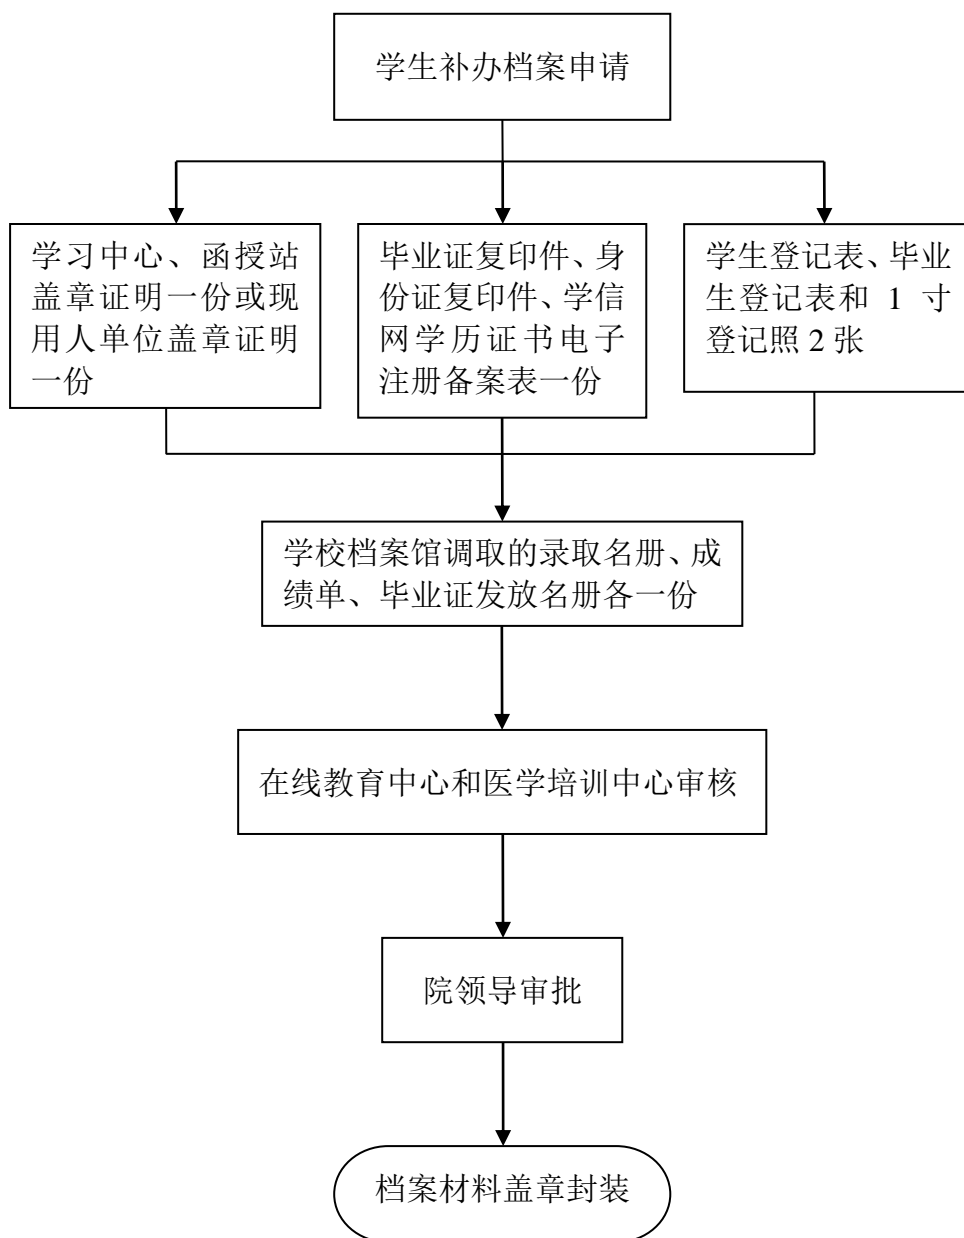 学生补办档案申请
学习中心、函授站
盖章证明一份或现
用人单位盖章证明
一份
毕业证复印件、身
份证复印件、学信
网学历证书电子
注册备案表一份
学生登记表、毕业
生登记表和 1 寸
登记照 2 张
学校档案馆调取的录取名册、成
绩单、毕业证发放名册各一份
在线教育中心和医学培训中心审核
院领导审批
档案材料盖章封装